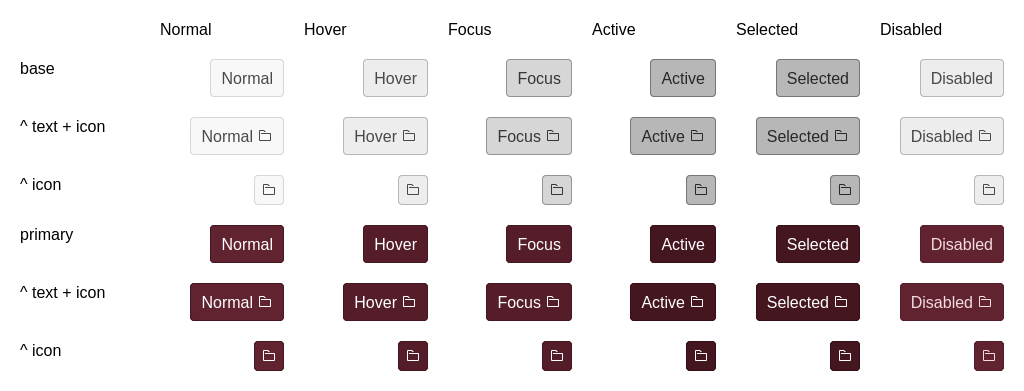 Normal Hover Focus Active Selected Disabled
base Normal Hover Focus Active Selected Disabled
^ text + icon Normal Hover Focus Active Selected Disabled
^ icon
primary Normal Hover Focus Active Selected Disabled
^ text + icon Normal Hover Focus Active Selected Disabled
^ icon